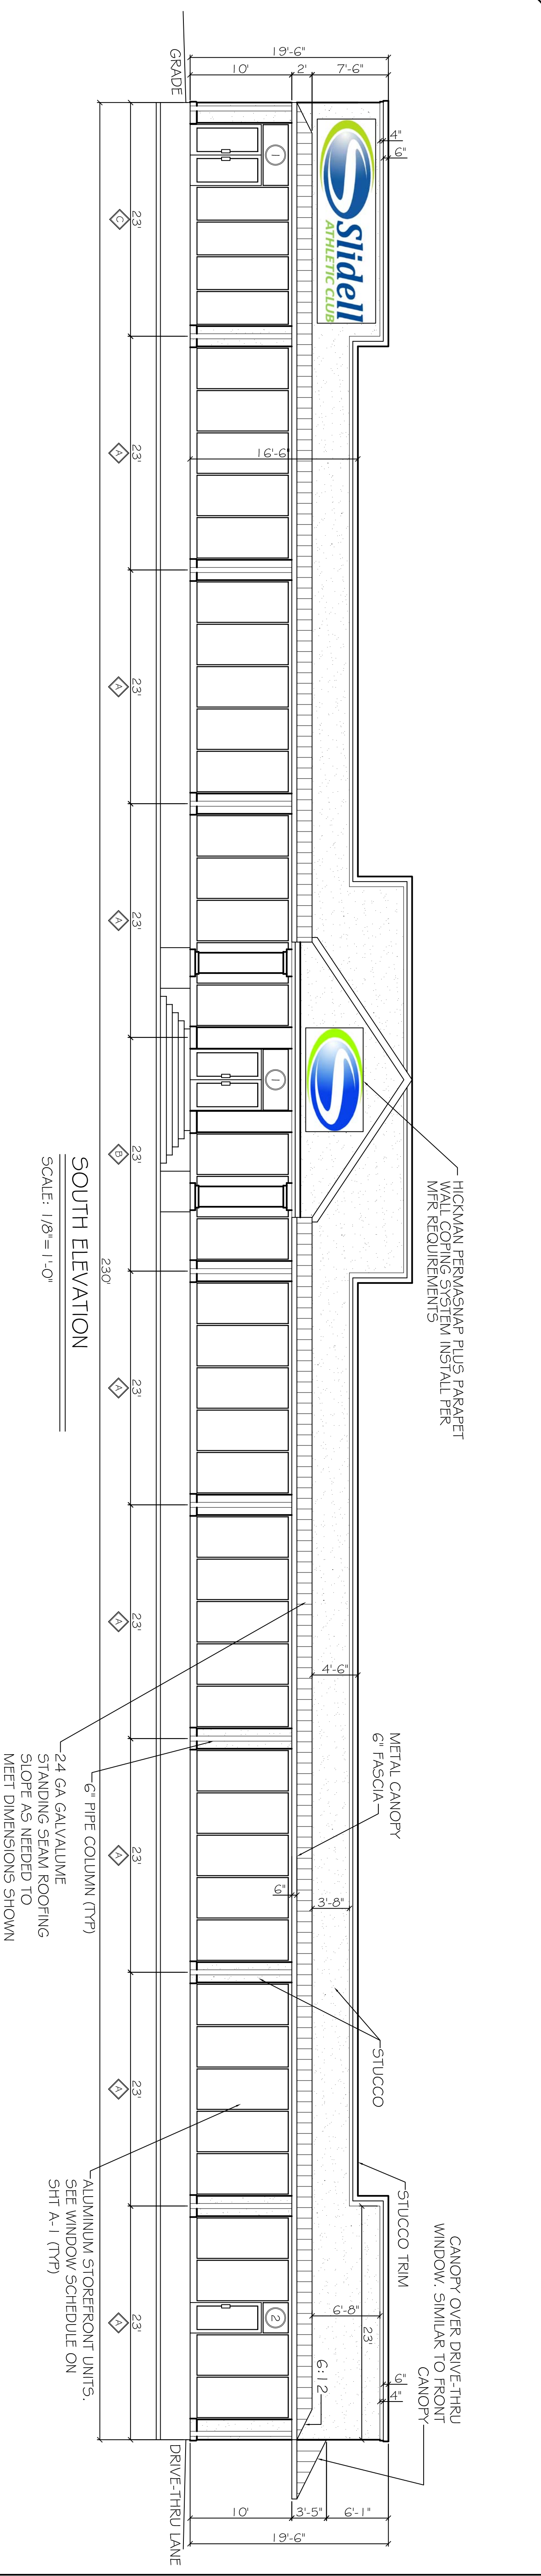 GRADE
19'-6"
10'
2'
7'-6"
4"
6"
Slidell
ATHLETIC CLUB
1
16'-6"
HICKMAN PERMASNAP PLUS PARAPET
WALL COPING SYSTEM INSTALL PER
MFR REQUIREMENTS
1
METAL CANOPY
6" FASCIA
4'-6"
6"
3'-8"
STUCCO
STUCCO TRIM
CANOPY OVER DRIVE-THRU
WINDOW. SIMILAR TO FRONT
CANOPY
6'-8"
23'
6:12
6"
4"
2
10'
3'-5"
6'-1"
19'-6"
DRIVE-THRU LANE
23'
23'
23'
23'
23'
23'
23'
23'
23'
23'
C
A
A
A
B
A
A
A
A
A
230'
24 GA GALVALUME
STANDING SEAM ROOFING
SLOPE AS NEEDED TO
MEET DIMENSIONS SHOWN
6" PIPE COLUMN (TYP)
ALUMINUM STOREFRONT UNITS.
SEE WINDOW SCHEDULE ON
SHT A-1 (TYP)
SOUTH ELEVATION
SCALE: 1/8"=1'-0"